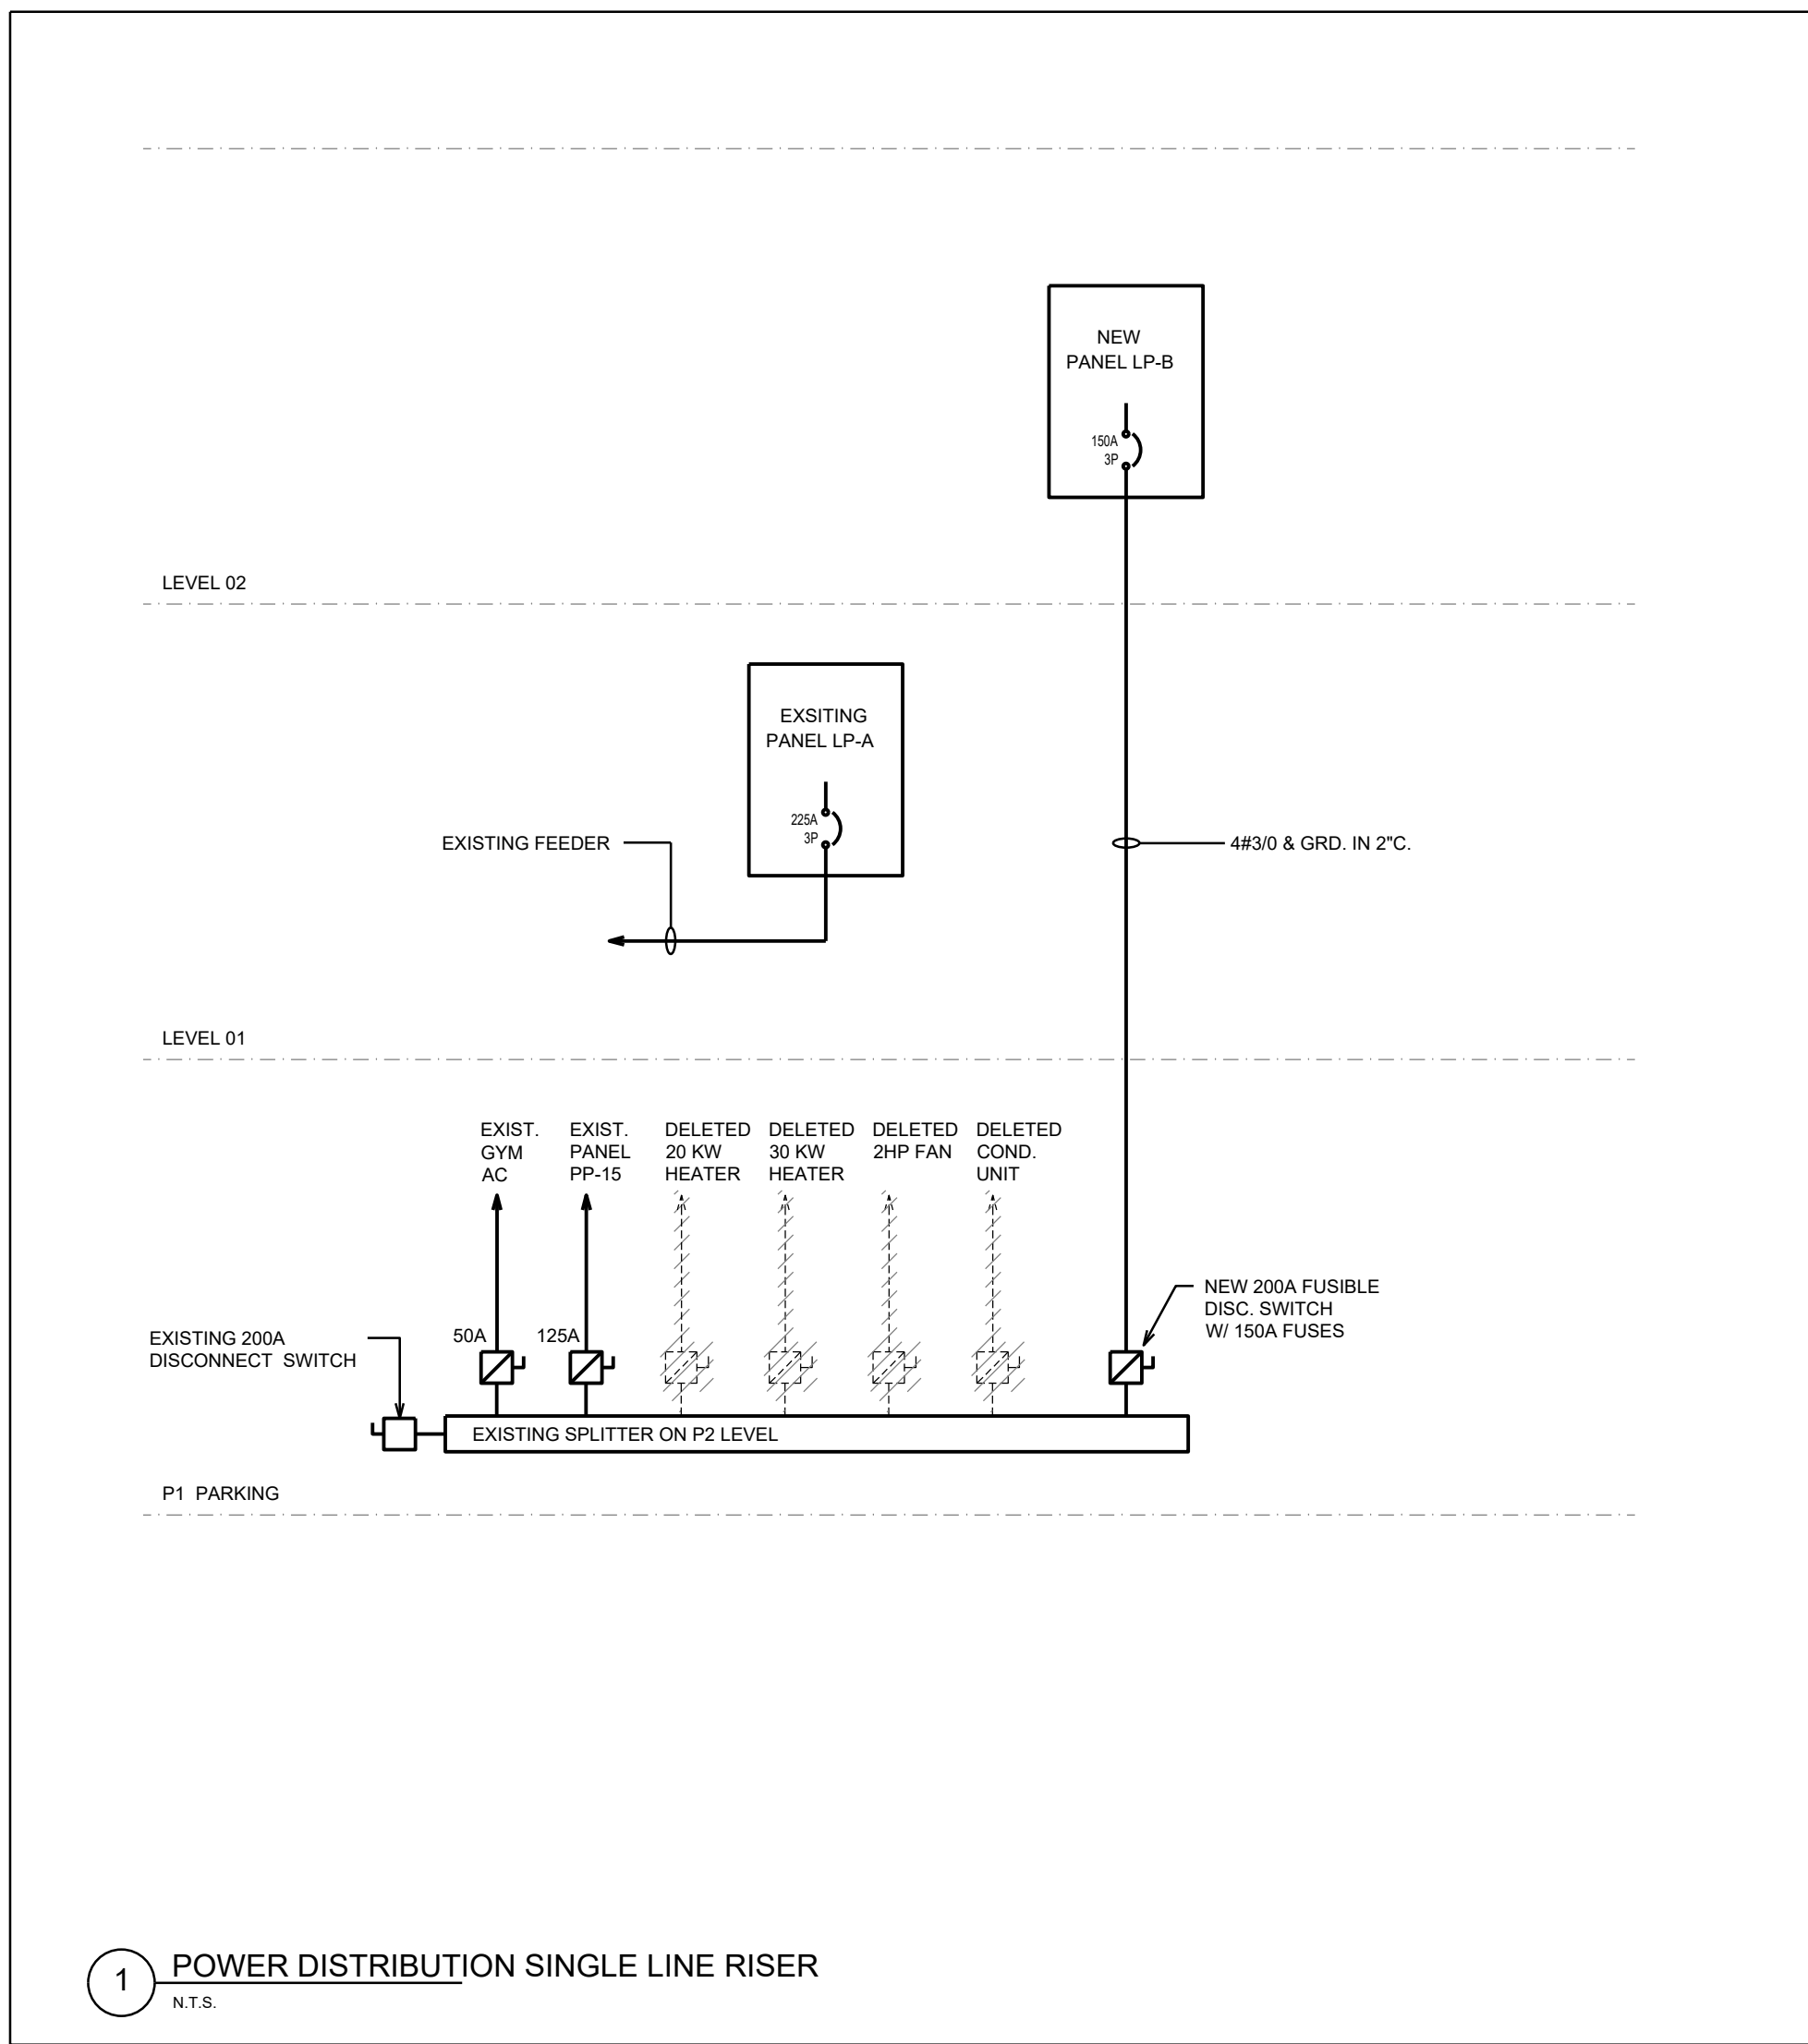 NEW
PANEL LP-B
150A
3P
LEVEL 02
EXSITING
PANEL LP-A
225A
3P
EXISTING FEEDER
4#3/0 & GRD. IN 2"C.
LEVEL 01
EXIST.
GYM
AC
EXIST.
PANEL
PP-15
DELETED
20 KW
HEATER
DELETED
30 KW
HEATER
DELETED
2HP FAN
DELETED
COND.
UNIT
NEW 200A FUSIBLE
DISC. SWITCH
W/ 150A FUSES
50A
125A
EXISTING 200A
DISCONNECT SWITCH
EXISTING SPLITTER ON P2 LEVEL
P1 PARKING
1
POWER DISTRIBUTION SINGLE LINE RISER
N.T.S.